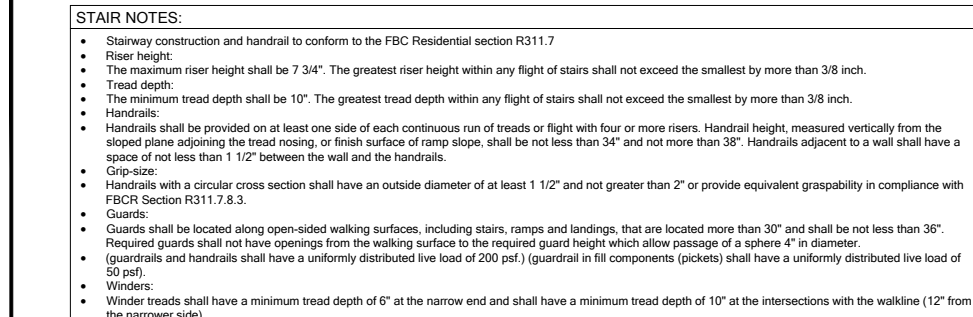 STAIR NOTES:
• Stairway construction and handrail to conform to the FBC Residential section R311.7
• Riser height:
• The maximum riser height shall be 7 3/4". The greatest riser height within any flight of stairs shall not exceed the smallest by more than 3/8 inch.
• Tread depth:
• The minimum tread depth shall be 10". The greatest tread depth within any flight of stairs shall not exceed the smallest by more than 3/8 inch.
• Handrails:
• Handrails shall be provided on at least one side of each continuous run of treads or flight with four or more risers. Handrail height, measured vertically from the
sloped plane adjoining the tread nosing, or finish surface of ramp slope, shall be not less than 34" and not more than 38". Handrails adjacent to a wall shall have a
space of not less than 1 1/2" between the wall and the handrails.
• Grip-size:
• Handrails with a circular cross section shall have an outside diameter of at least 1 1/2" and not greater than 2" or provide equivalent graspability in compliance with
FBCR Section R311.7.8.3.
• Guards:
• Guards shall be located along open-sided walking surfaces, including stairs, ramps and landings, that are located more than 30" and shall be not less than 36".
Required guards shall not have openings from the walking surface to the required guard height which allow passage of a sphere 4" in diameter.
• (guardrails and handrails shall have a uniformly distributed live load of 200 psf.) (guardrail in fill components (pickets) shall have a uniformly distributed live load of
50 psf).
• Winders:
• Winder treads shall have a minimum tread depth of 6" at the narrow end and shall have a minimum tread depth of 10" at the intersections with the walkline (12" from
the narrower side)